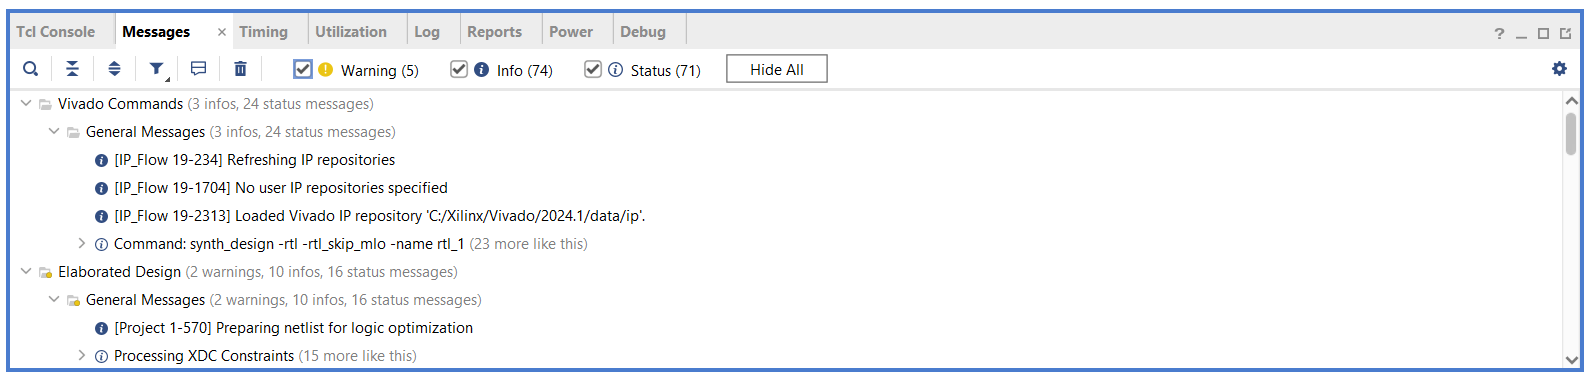 Tcl Console Messages × Timing Utilization Log Reports Power Debug ?
Warning (5) Info (74) Status (71) Hide All
Vivado Commands (3 infos, 24 status messages)
General Messages (3 infos, 24 status messages)
[IP_Flow 19-234] Refreshing IP repositories
[IP_Flow 19-1704] No user IP repositories specified
[IP_Flow 19-2313] Loaded Vivado IP repository 'C:/Xilinx/Vivado/2024.1/data/ip'.
Command: synth_design -rtl -rtl_skip_mlo -name rtl_1 (23 more like this)
Elaborated Design (2 warnings, 10 infos, 16 status messages)
General Messages (2 warnings, 10 infos, 16 status messages)
[Project 1-570] Preparing netlist for logic optimization
Processing XDC Constraints (15 more like this)